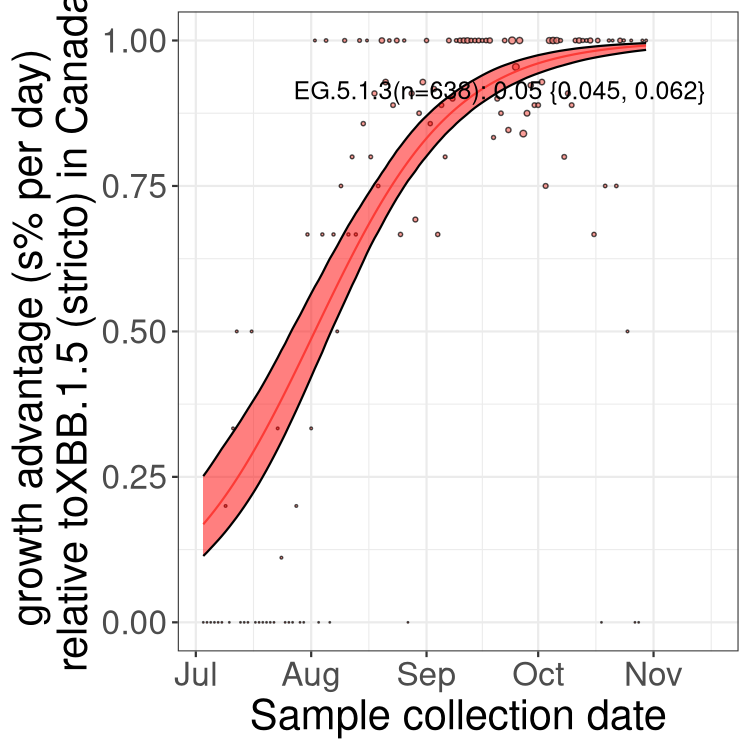 growth advantage (s% per day)
relative toXBB.1.5 (stricto) in Canada
1.00
0.75
0.50
0.25
0.00
EG.5.1.3(n=638): 0.05 {0.045, 0.062}
Jul Aug Sep Oct Nov
Sample collection date